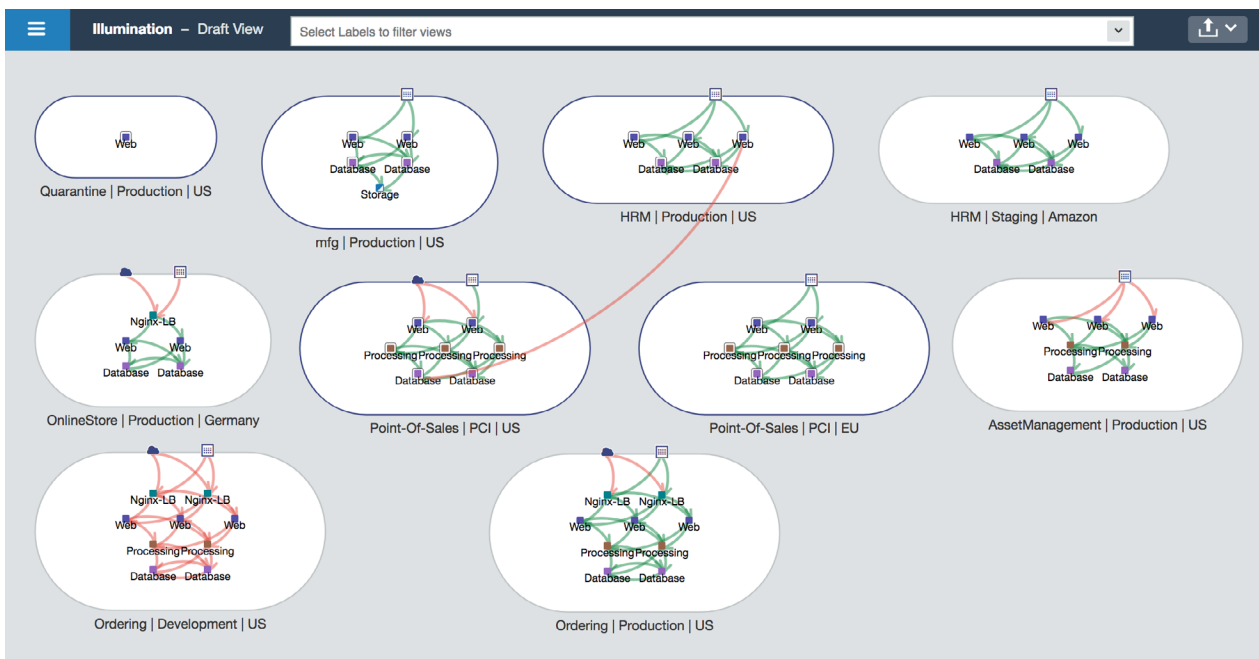 Illumination – Draft View
Select Labels to filter views
Web
Quarantine | Production | US
Web Web
Database Database
Storage
mfg | Production | US
Web Web Web
Database Database
HRM | Production | US
Web Web Web
Database Database
HRM | Staging | Amazon
Nginx-LB
Web Web
Database Database
OnlineStore | Production | Germany
Web Web
Processing Processing Processing
Database Database
Point-Of-Sales | PCI | US
Web Web
Processing Processing Processing
Database Database
Point-Of-Sales | PCI | EU
Web Web Web
Processing Processing
Database Database
AssetManagement | Production | US
Nginx-LB Nginx-LB
Web Web Web
Processing Processing
Database Database
Ordering | Development | US
Nginx-LB Nginx-LB
Web Web Web
Processing Processing
Database Database
Ordering | Production | US